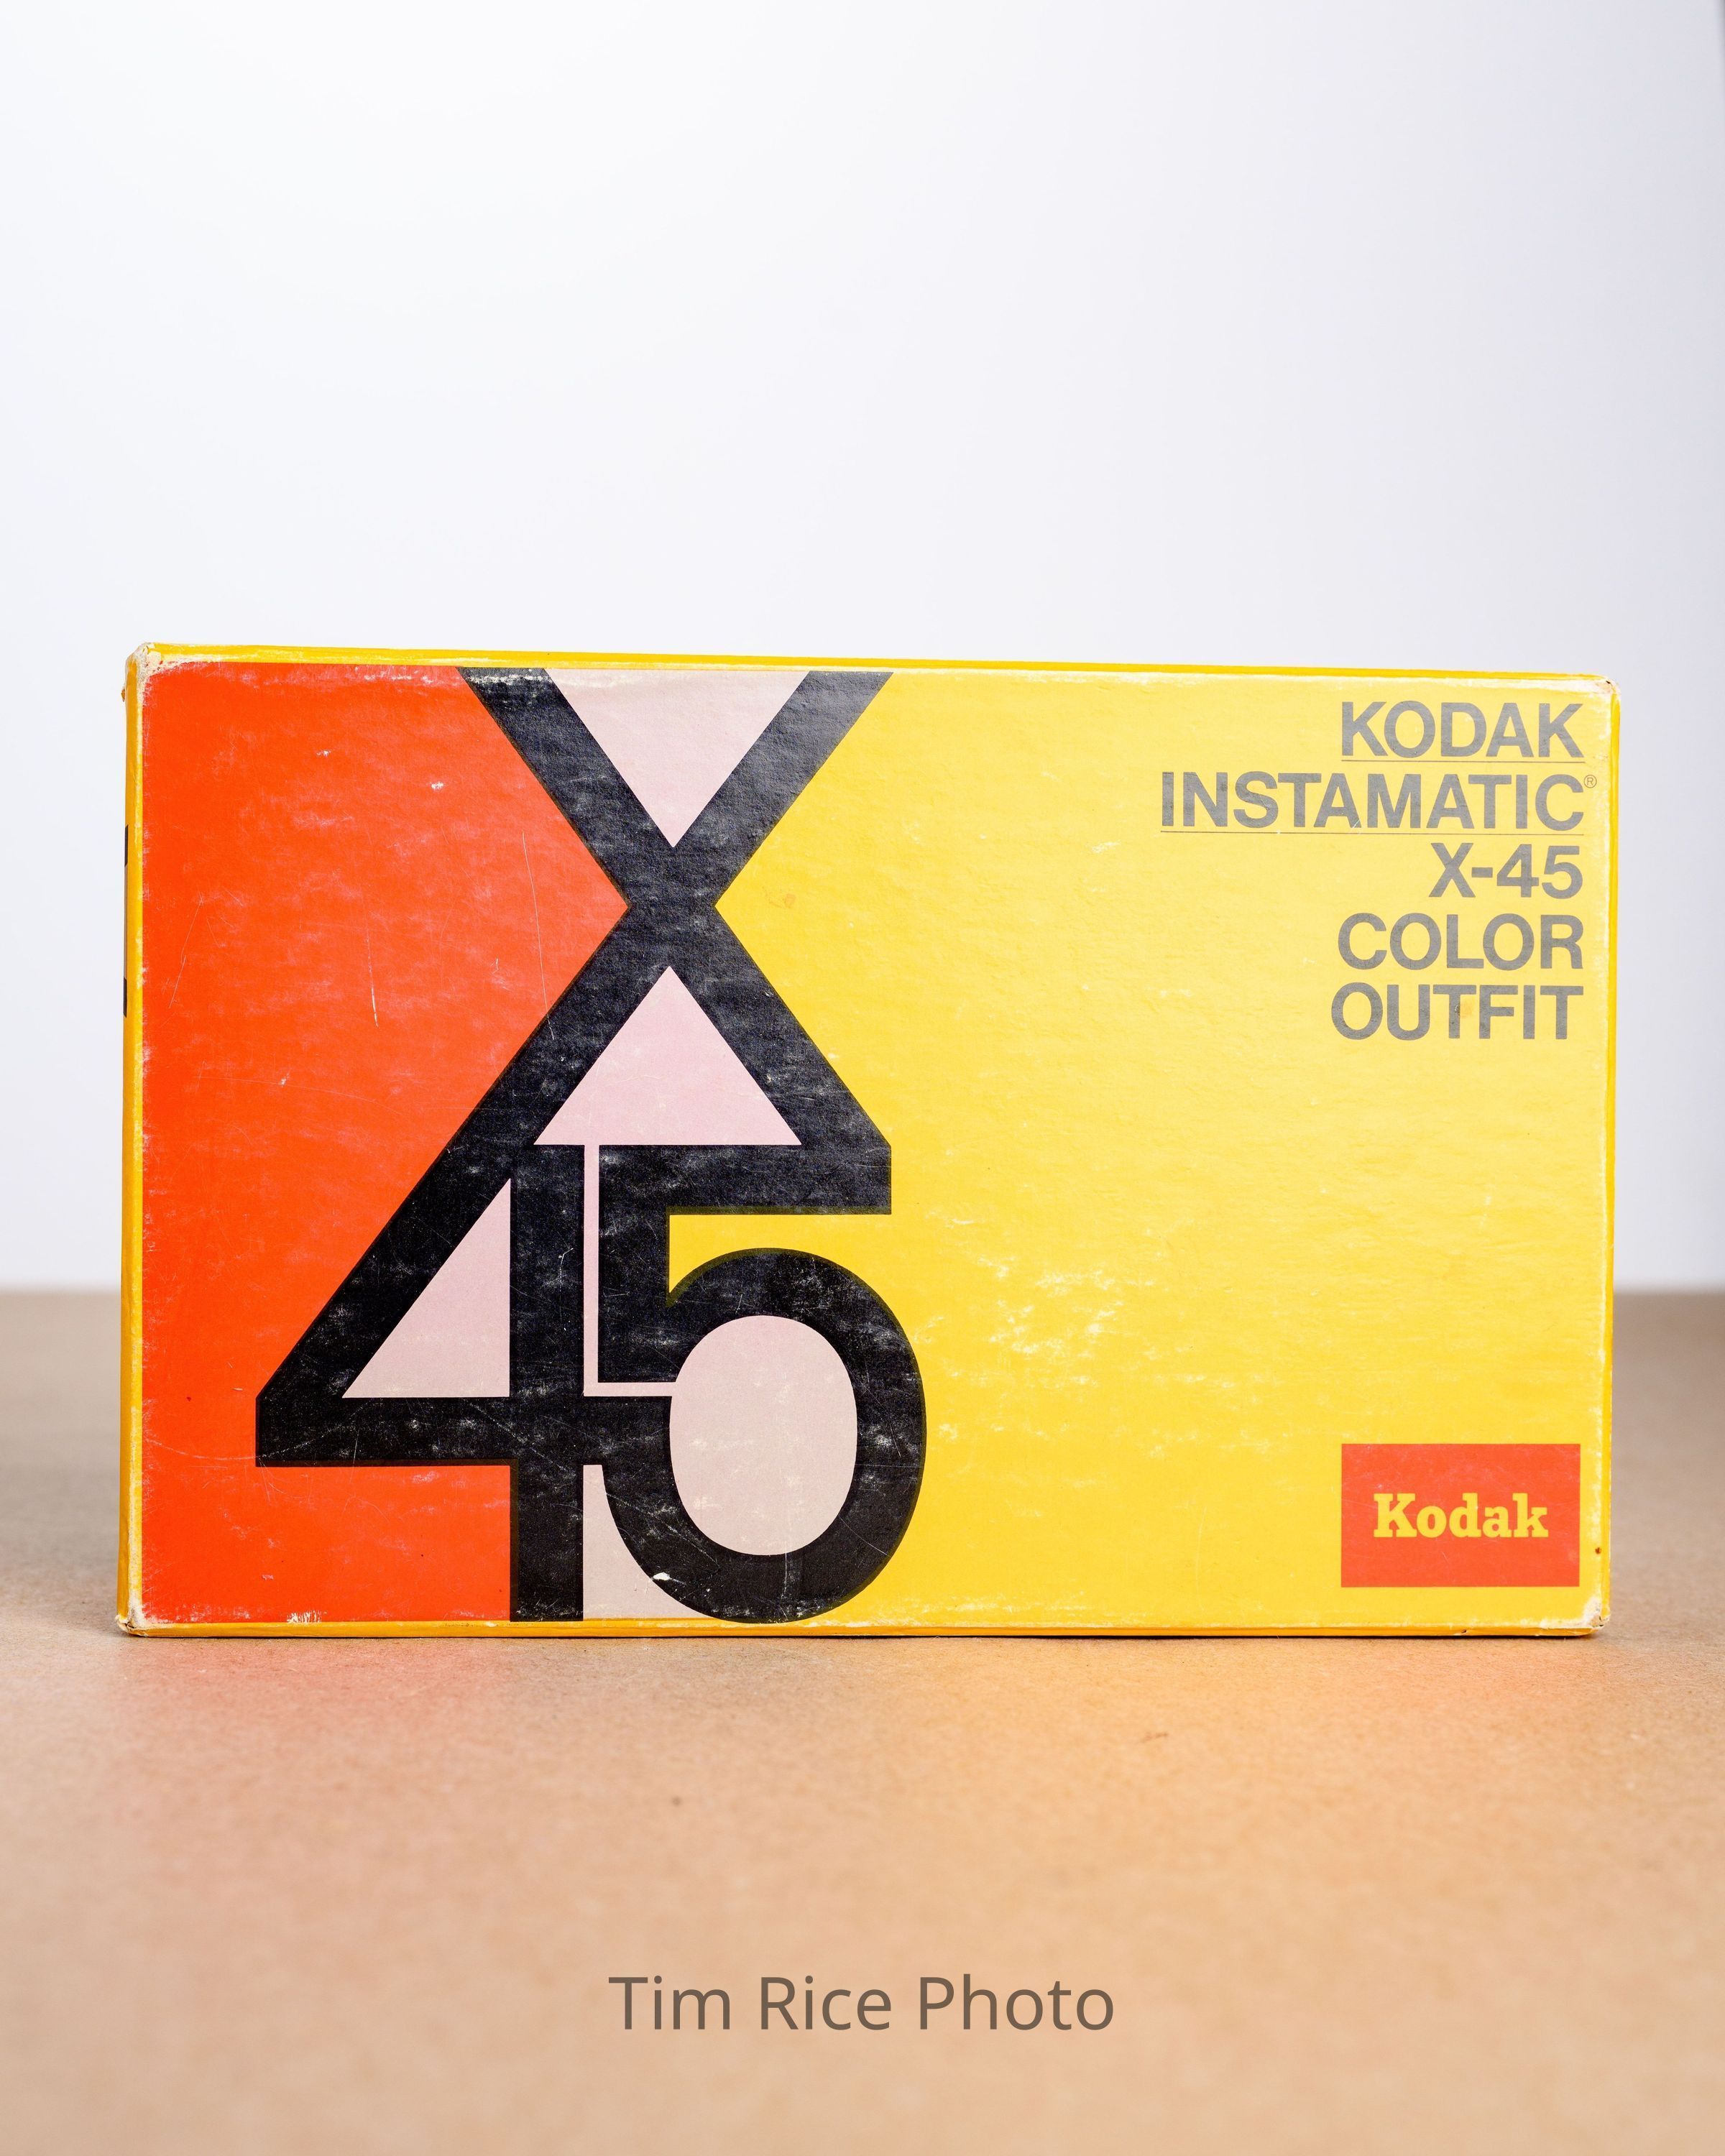 X
45
KODAK
INSTAMATIC®
X-45
COLOR
OUTFIT
Kodak
Tim Rice Photo